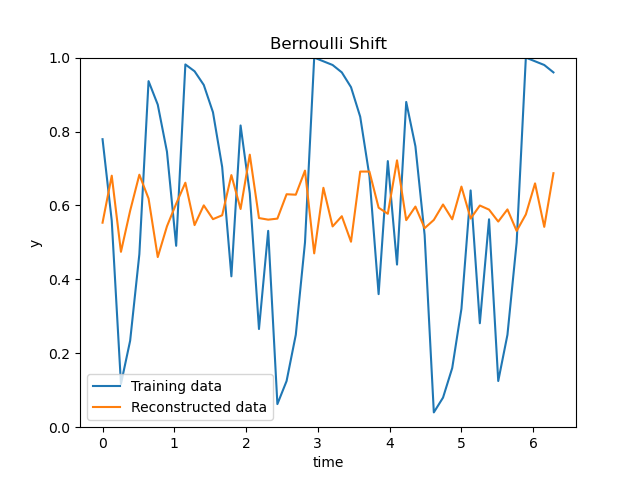 Bernoulli Shift
1.0
0.8
0.6
0.4
0.2
0.0
y
Training data
Reconstructed data
0 1 2 3 4 5 6
time